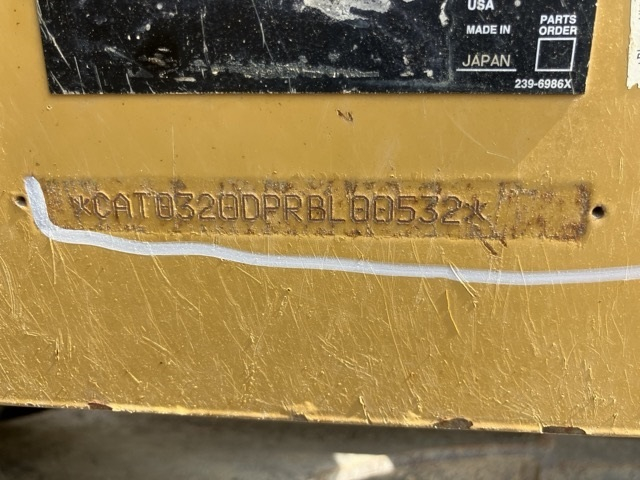 USA
MADE IN
JAPAN
PARTS
ORDER
239-6986X
*CAT0320DPRBL00532*